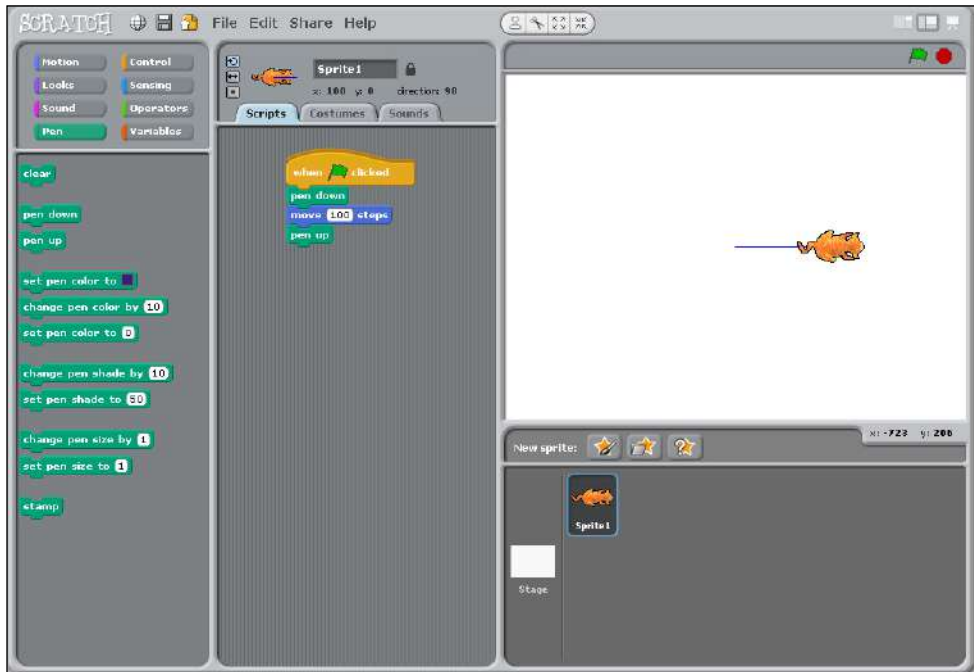 SCRATCH File Edit Share Help
Motion Control
Looks Sensing
Sound Operators
Pen Variables
clear
pen down
pen up
set pen color to
change pen color by 10
set pen color to 0
change pen shade by 10
set pen shade to 50
change pen size by 1
set pen size to 1
stamp
Sprite1
x: 100 y: 0 direction: 90
Scripts Costumes Sounds
when clicked
pen down
move 100 steps
pen up
x: -723 y: 206
New sprite:
Sprite1
Stage